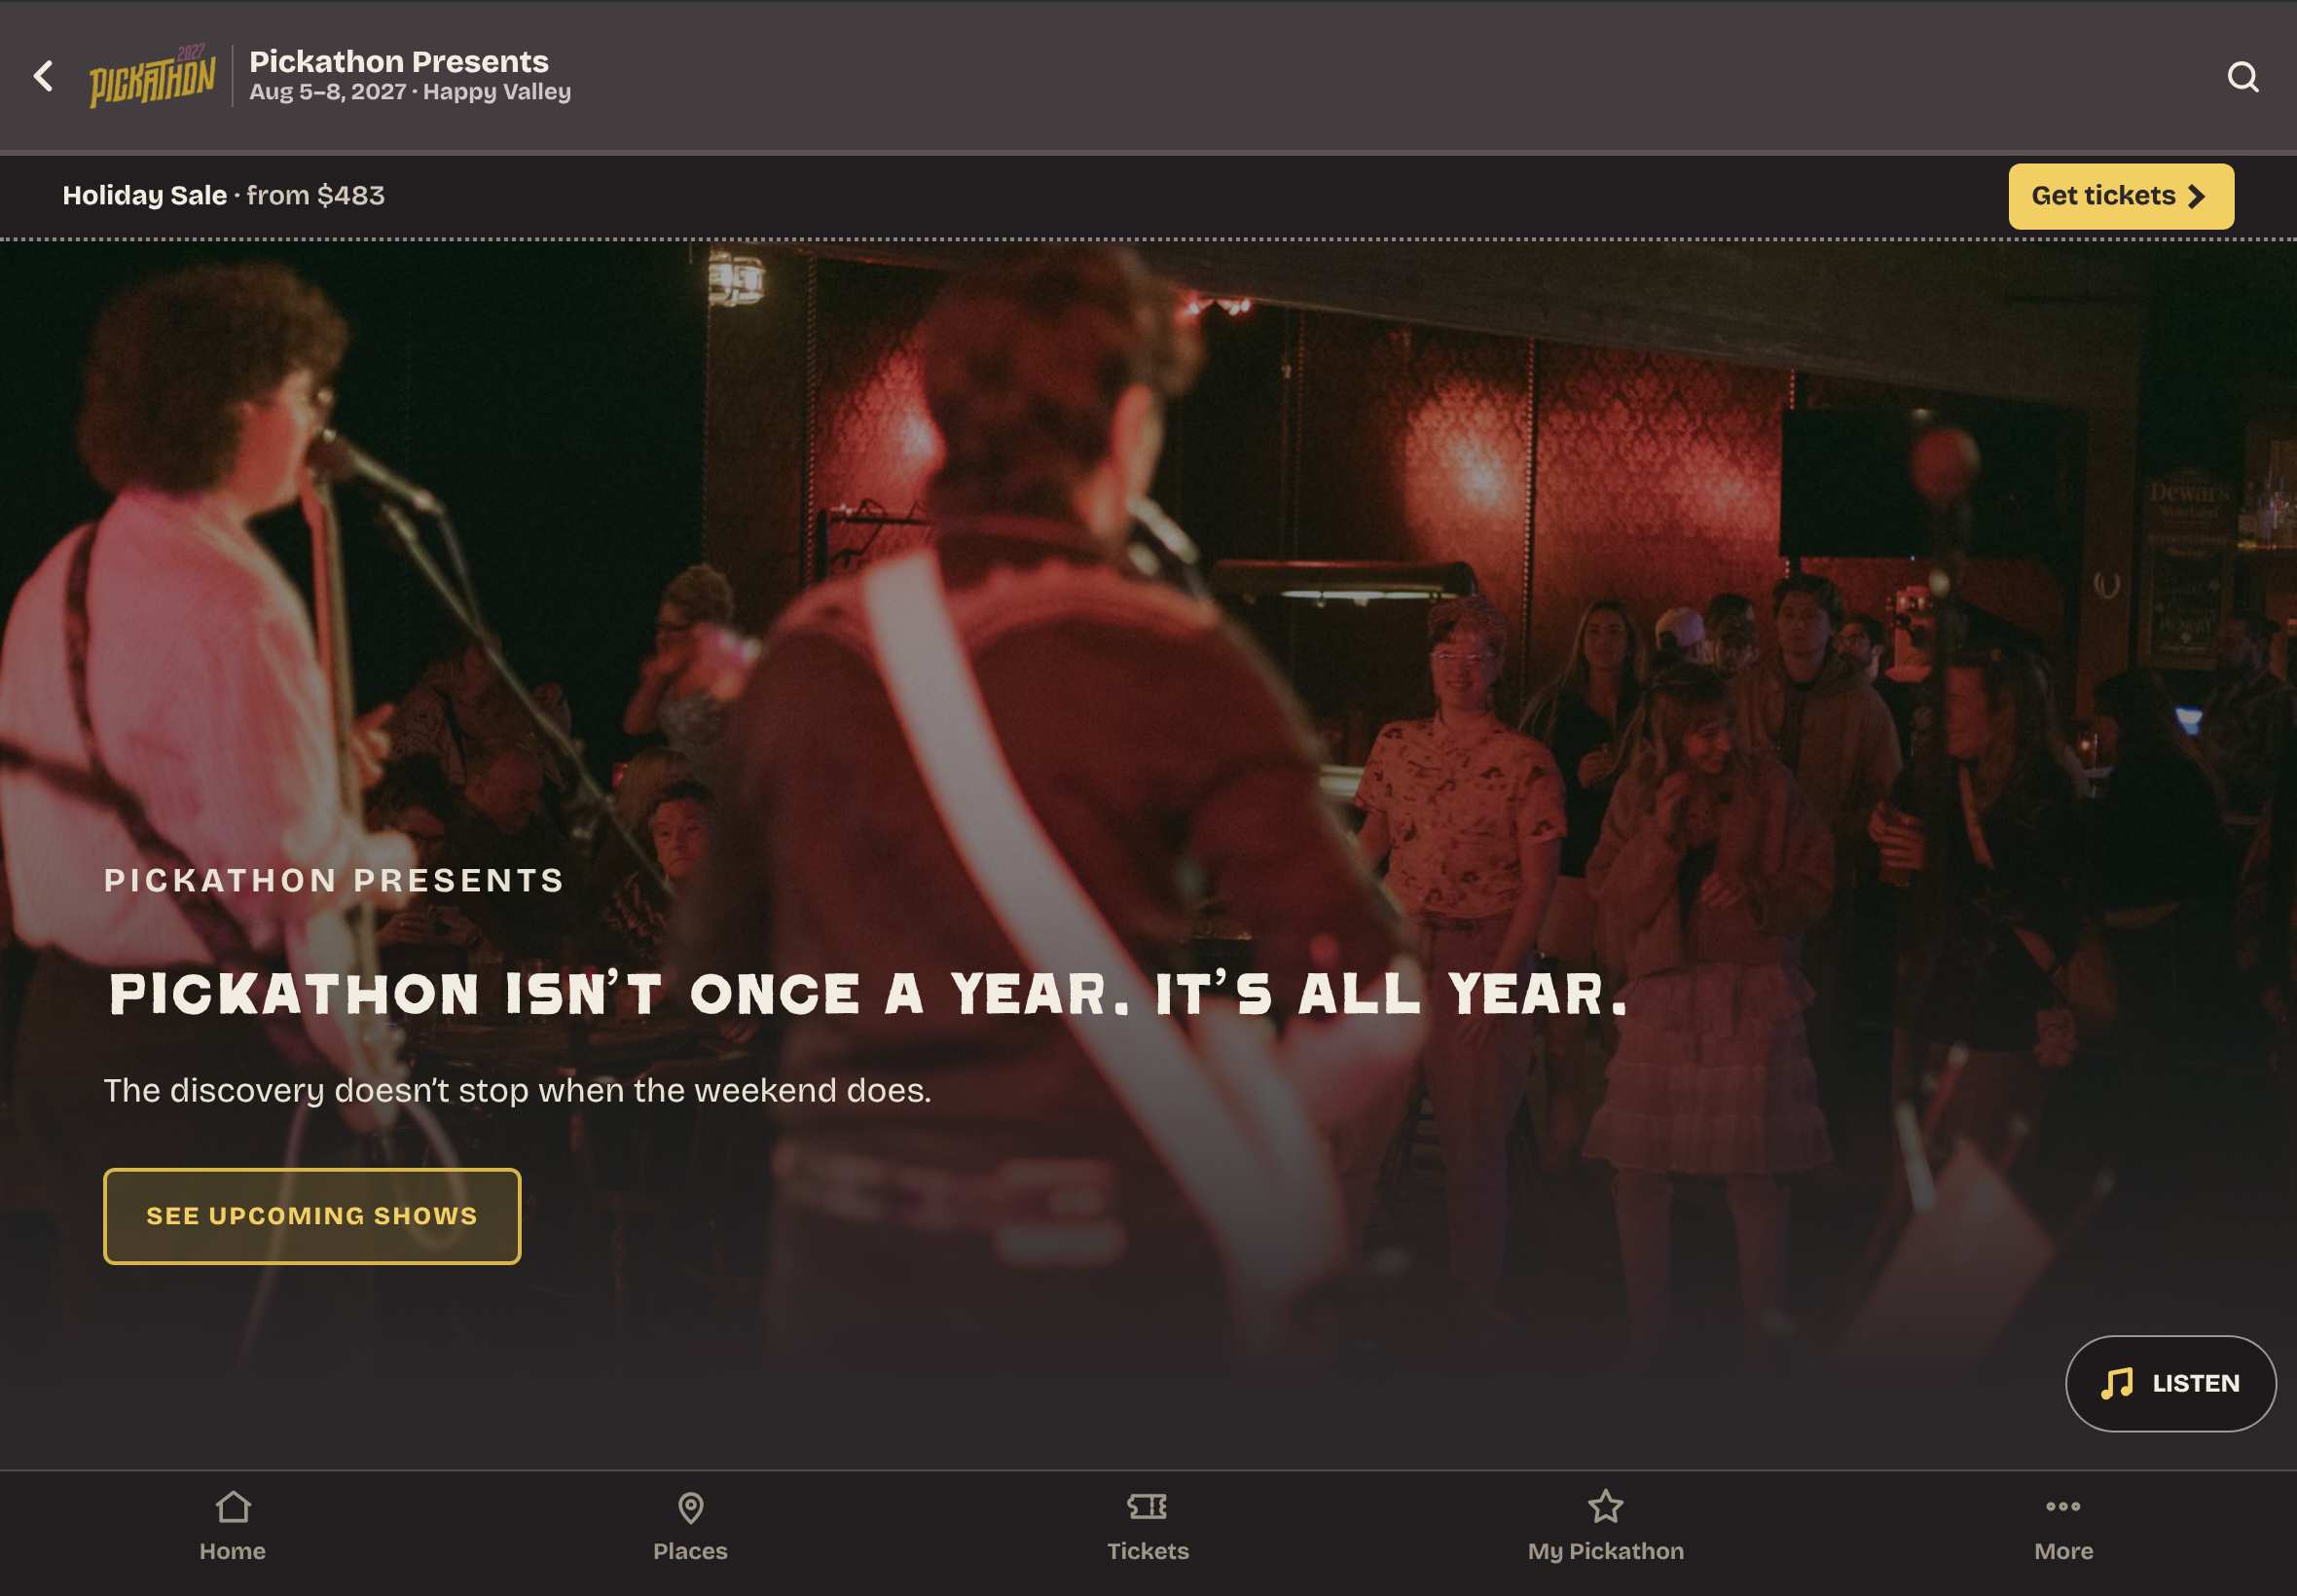 2027
PICKATHON
Pickathon Presents
Aug 5–8, 2027 · Happy Valley
Holiday Sale · from $483
Get tickets
Dewar's
PICKATHON PRESENTS
PICKATHON ISN’T ONCE A YEAR. IT’S ALL YEAR.
The discovery doesn’t stop when the weekend does.
SEE UPCOMING SHOWS
LISTEN
Home
Places
Tickets
My Pickathon
More